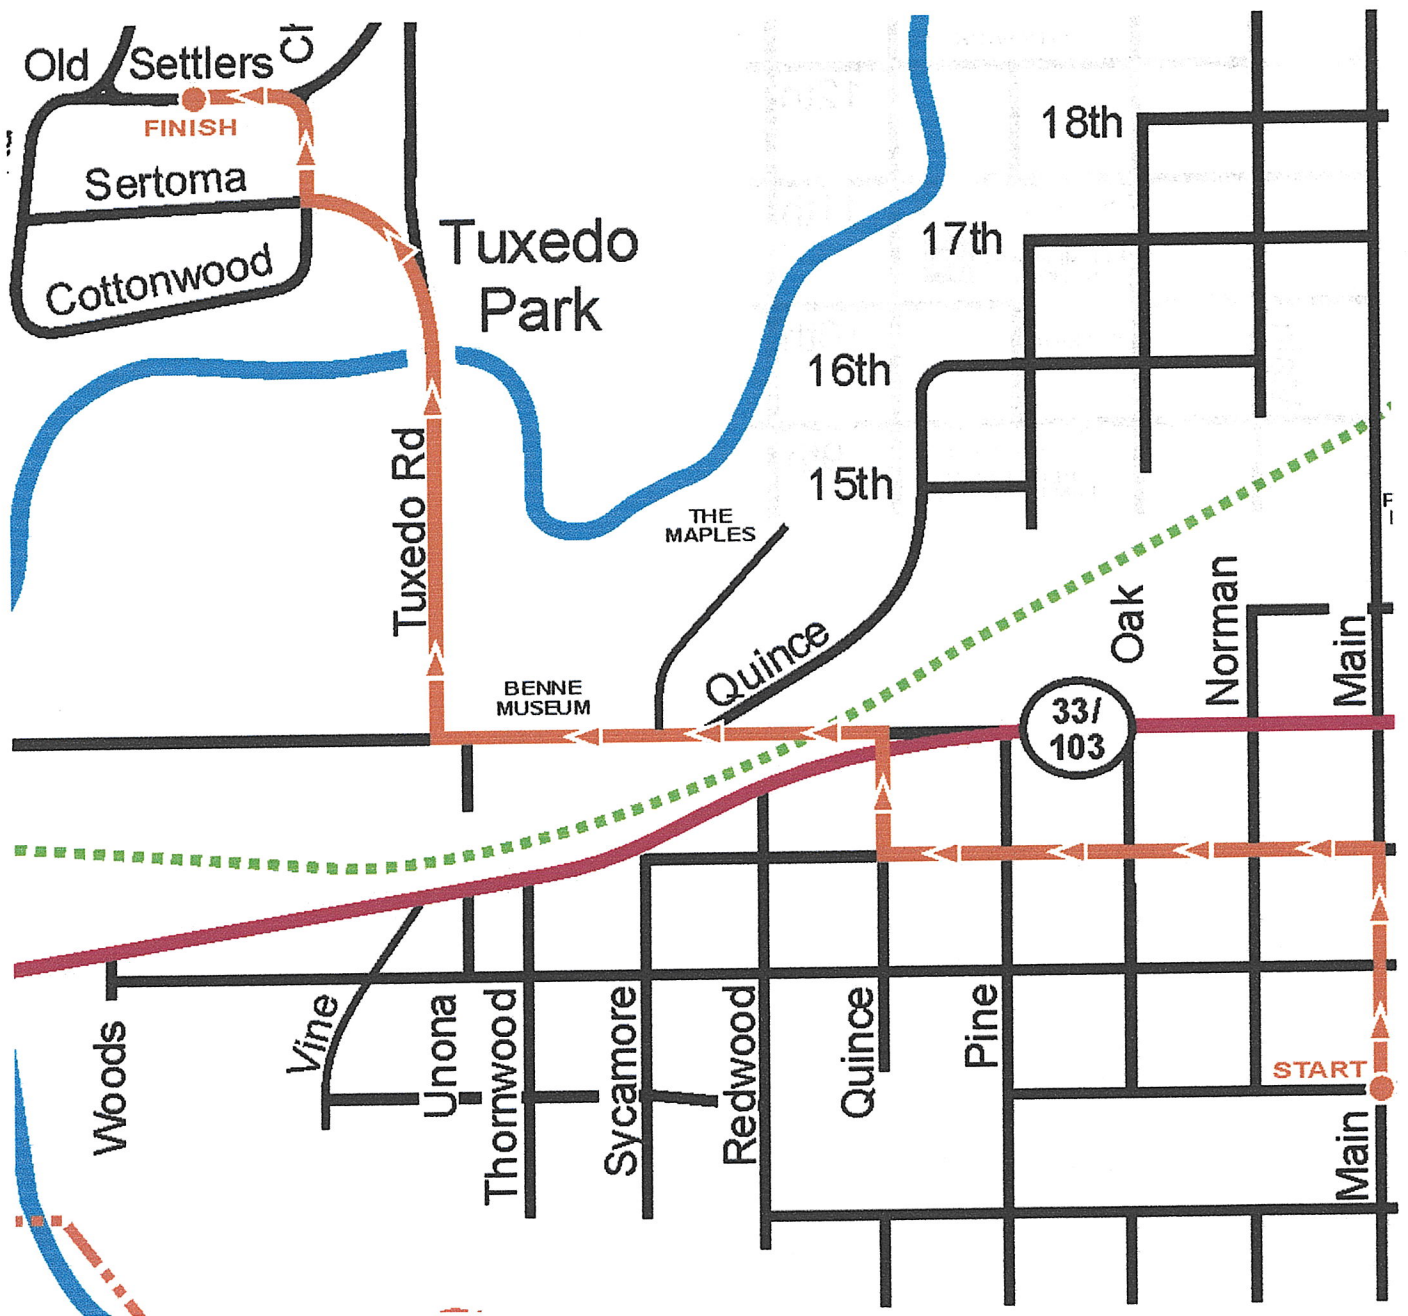 Old Settlers
FINISH
Sertoma
Cottonwood
Tuxedo
Park
18th
17th
16th
15th
Tuxedo Rd
THE
MAPLES
Quince
Oak
Norman
Main
BENNE
MUSEUM
33/
103
Woods
Vine
Unona
Thornwood
Sycamore
Redwood
Quince
Pine
START
Main